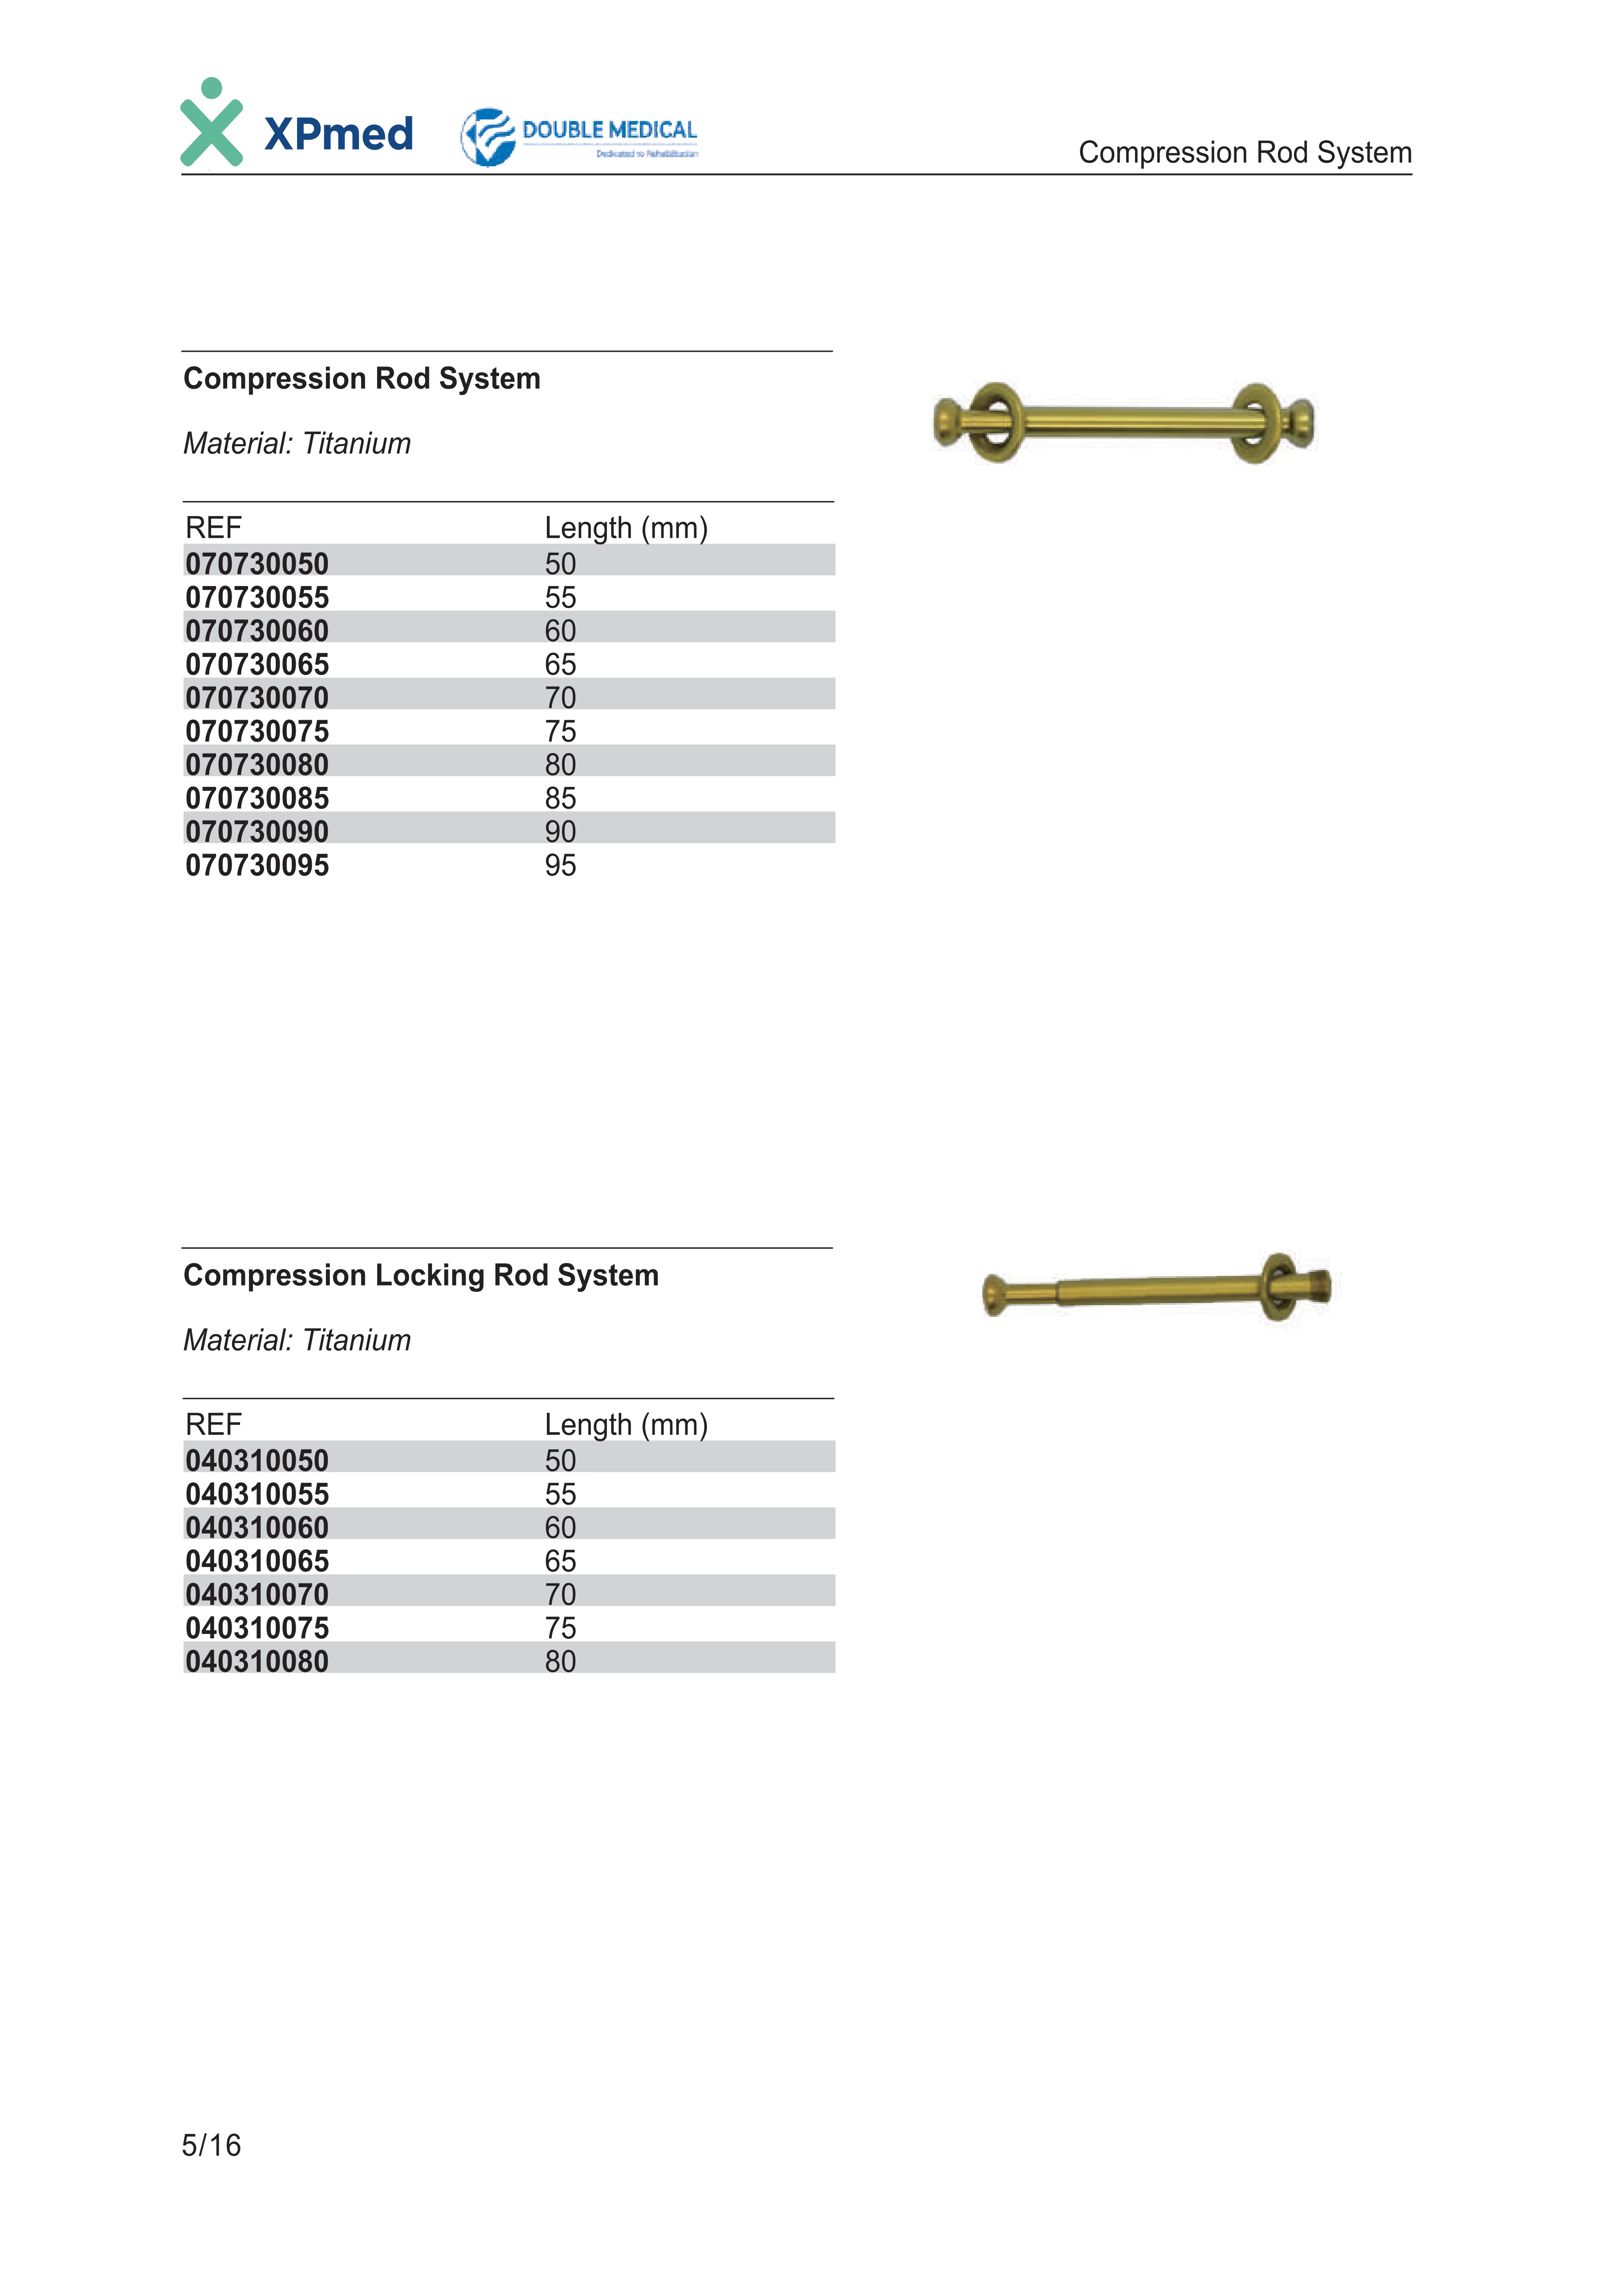 XPmed
DOUBLE MEDICAL
Dedicated to Rehabilitation
Compression Rod System
Compression Rod System
Material: Titanium
REF Length (mm)
070730050 50
070730055 55
070730060 60
070730065 65
070730070 70
070730075 75
070730080 80
070730085 85
070730090 90
070730095 95
Compression Locking Rod System
Material: Titanium
REF Length (mm)
040310050 50
040310055 55
040310060 60
040310065 65
040310070 70
040310075 75
040310080 80
5/16